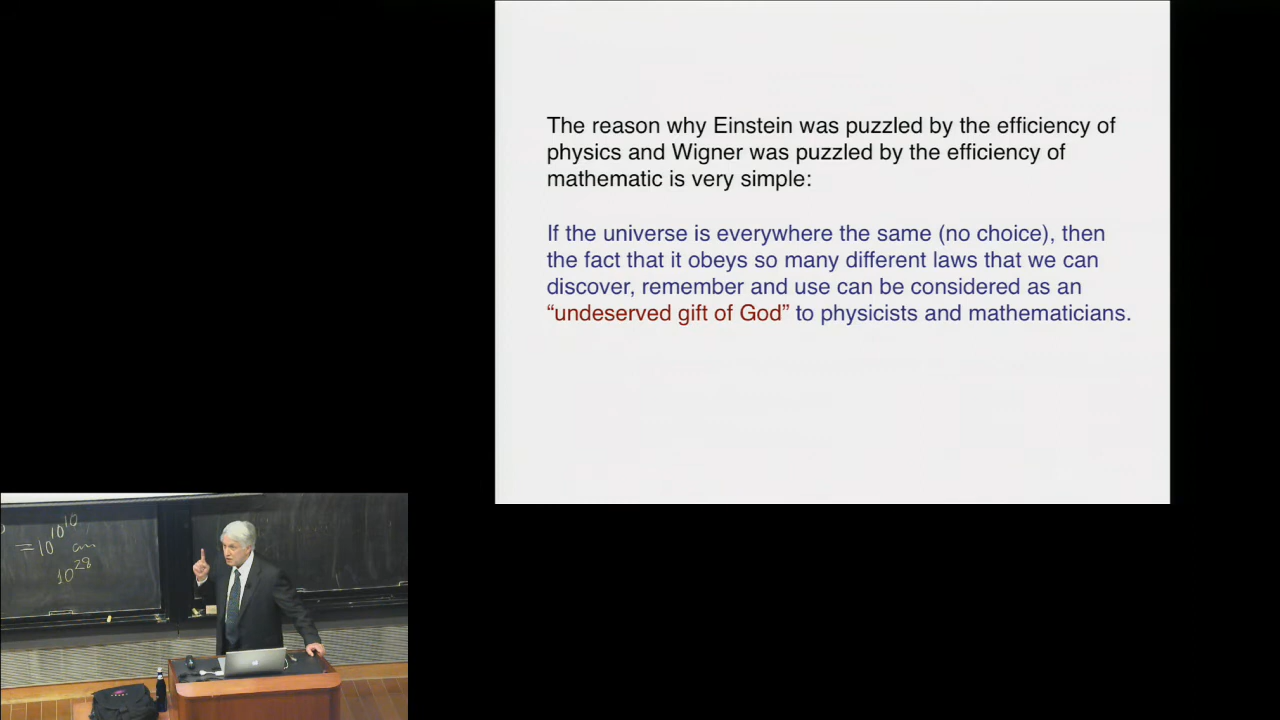 The reason why Einstein was puzzled by the efficiency of
physics and Wigner was puzzled by the efficiency of
mathematic is very simple:
If the universe is everywhere the same (no choice), then
the fact that it obeys so many different laws that we can
discover, remember and use can be considered as an
“undeserved gift of God” to physicists and mathematicians.
= 10^10^10 cm
10^28